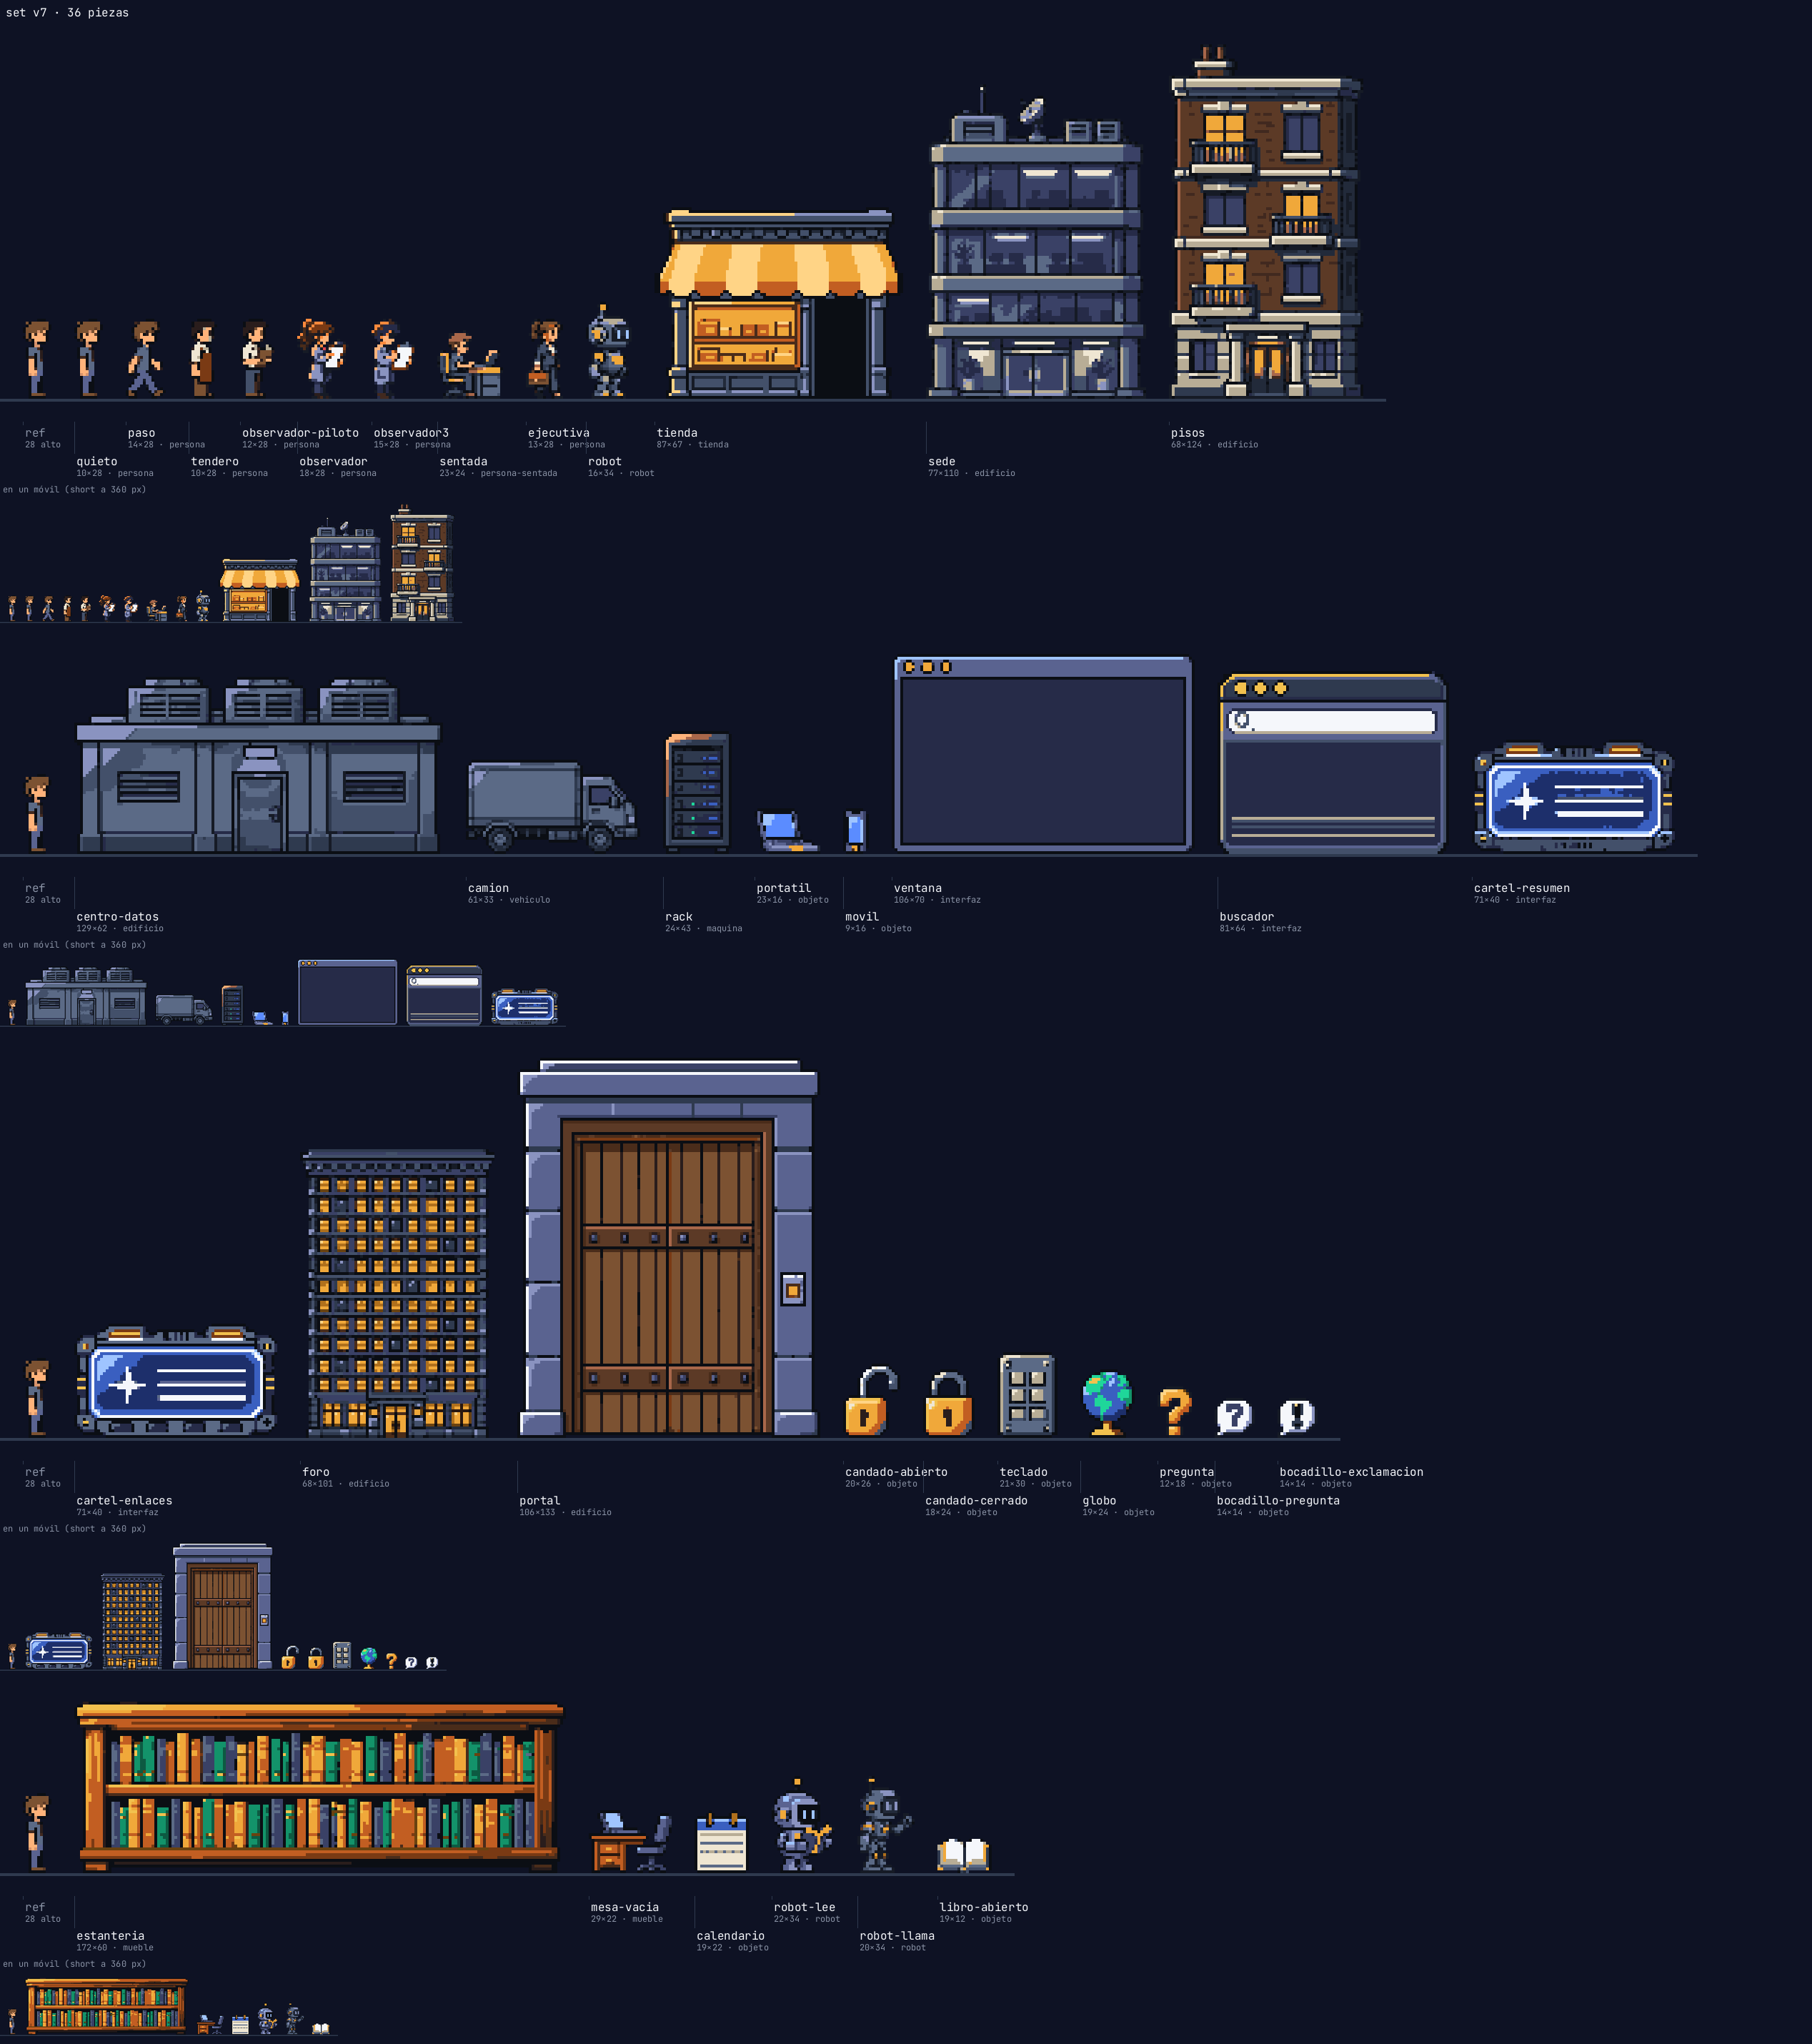 set v7 · 36 piezas
ref
28 alto
paso
14×28 · persona
observador-piloto
12×28 · persona
observador3
15×28 · persona
ejecutiva
13×28 · persona
tienda
87×67 · tienda
pisos
68×124 · edificio
quieto
10×28 · persona
tendero
10×28 · persona
observador
18×28 · persona
sentada
23×24 · persona-sentada
robot
16×34 · robot
sede
77×110 · edificio
en un móvil (short a 360 px)
ref
28 alto
camion
61×33 · vehiculo
portatil
23×16 · objeto
ventana
106×70 · interfaz
cartel-resumen
71×40 · interfaz
centro-datos
129×62 · edificio
rack
24×43 · maquina
movil
9×16 · objeto
buscador
81×64 · interfaz
en un móvil (short a 360 px)
?
?
!
ref
28 alto
foro
68×101 · edificio
candado-abierto
20×26 · objeto
teclado
21×30 · objeto
pregunta
12×18 · objeto
bocadillo-exclamacion
14×14 · objeto
cartel-enlaces
71×40 · interfaz
portal
106×133 · edificio
candado-cerrado
18×24 · objeto
globo
19×24 · objeto
bocadillo-pregunta
14×14 · objeto
en un móvil (short a 360 px)
?
?
!
ref
28 alto
mesa-vacia
29×22 · mueble
robot-lee
22×34 · robot
libro-abierto
19×12 · objeto
estanteria
172×60 · mueble
calendario
19×22 · objeto
robot-llama
20×34 · robot
en un móvil (short a 360 px)